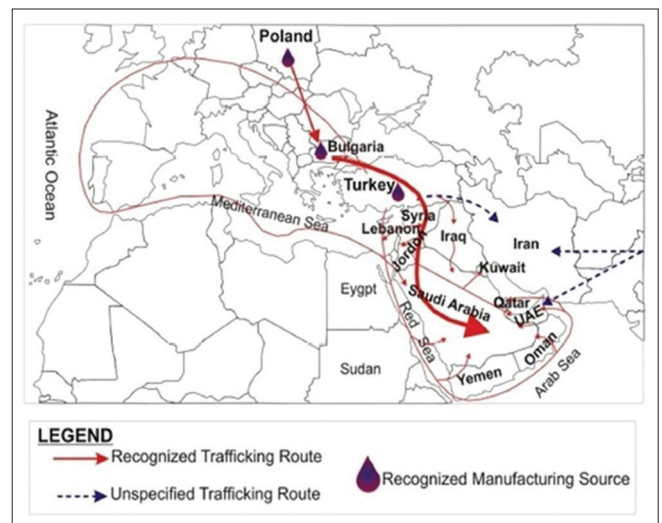 Poland
Bulgaria
Turkey
Atlantic Ocean
Mediterranean Sea
Syria
Lebanon
Iraq
Iran
Jordon
Kuwait
Eygpt
Saudi Arabia
Qatar
UAE
Red Sea
Oman
Sudan
Yemen
Arab Sea
LEGEND
Recognized Trafficking Route
Recognized Manufacturing Source
Unspecified Trafficking Route